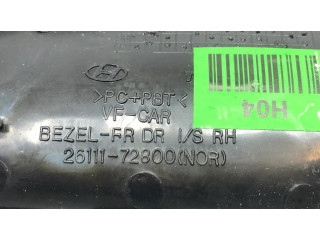 >PC+PBT<
VF-CAR
BEZEL-FR DR I/S RH
26111-72800(NOR)
H04